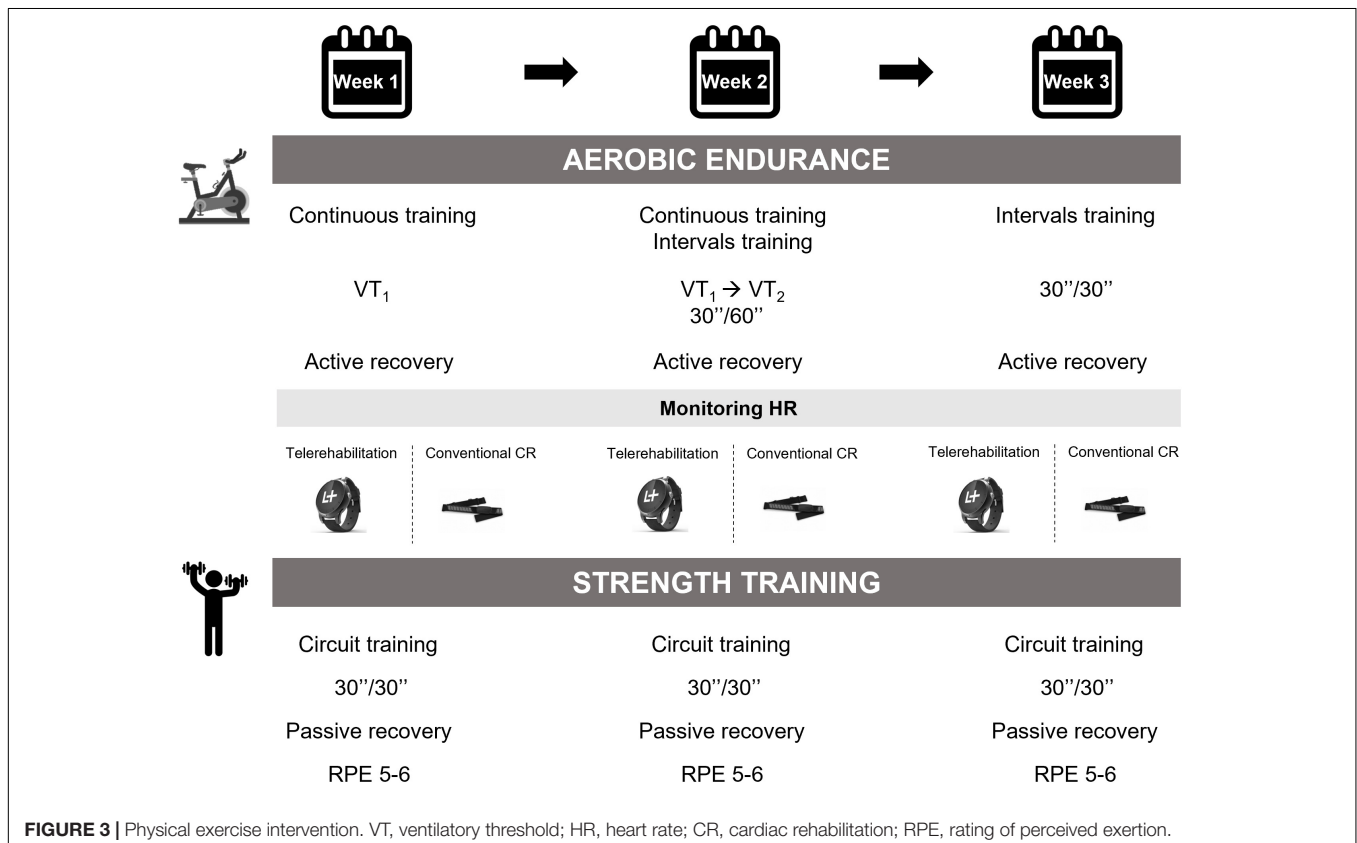 Week 1
Week 2
Week 3
AEROBIC ENDURANCE
Continuous training
Continuous training
Intervals training
Intervals training
VT₁
VT₁ → VT₂
30’’/60’’
30’’/30’’
Active recovery
Active recovery
Active recovery
Monitoring HR
Telerehabilitation
Conventional CR
Telerehabilitation
Conventional CR
Telerehabilitation
Conventional CR
L+
L+
L+
STRENGTH TRAINING
Circuit training
Circuit training
Circuit training
30’’/30’’
30’’/30’’
30’’/30’’
Passive recovery
Passive recovery
Passive recovery
RPE 5-6
RPE 5-6
RPE 5-6
FIGURE 3 | Physical exercise intervention. VT, ventilatory threshold; HR, heart rate; CR, cardiac rehabilitation; RPE, rating of perceived exertion.